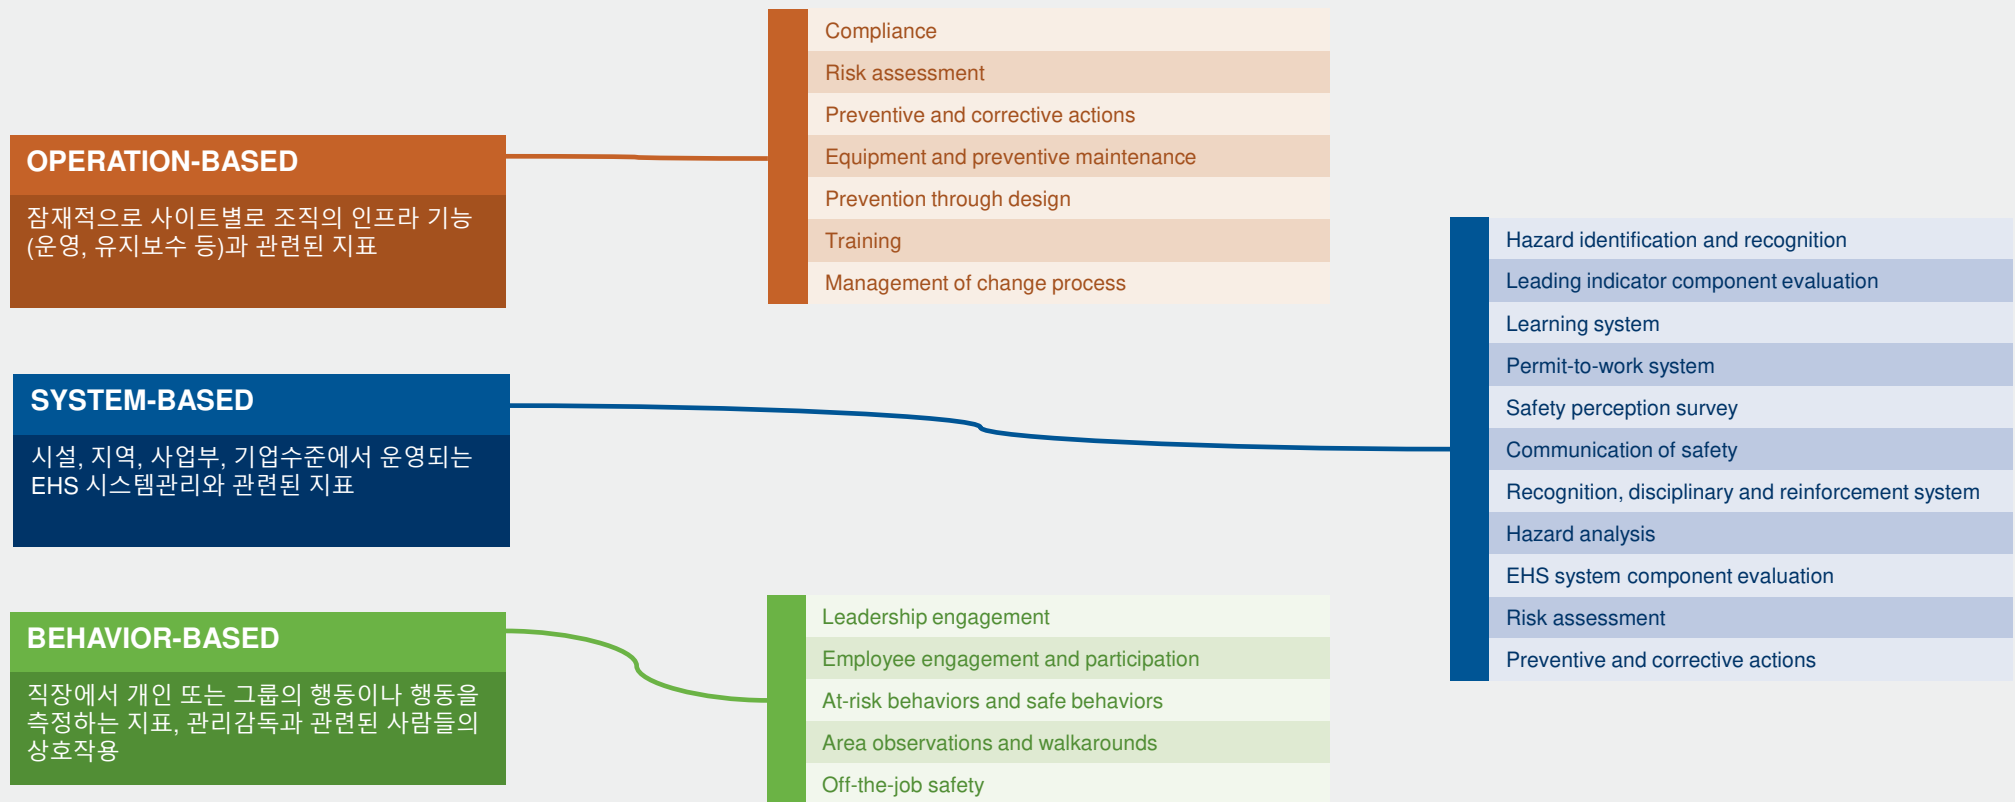 OPERATION-BASED
잠재적으로 사이트별로 조직의 인프라 기능
(운영, 유지보수 등)과 관련된 지표
Compliance
Risk assessment
Preventive and corrective actions
Equipment and preventive maintenance
Prevention through design
Training
Management of change process
SYSTEM-BASED
시설, 지역, 사업부, 기업수준에서 운영되는
EHS 시스템관리와 관련된 지표
Hazard identification and recognition
Leading indicator component evaluation
Learning system
Permit-to-work system
Safety perception survey
Communication of safety
Recognition, disciplinary and reinforcement system
Hazard analysis
EHS system component evaluation
Risk assessment
Preventive and corrective actions
BEHAVIOR-BASED
직장에서 개인 또는 그룹의 행동이나 행동을
측정하는 지표, 관리감독과 관련된 사람들의
상호작용
Leadership engagement
Employee engagement and participation
At-risk behaviors and safe behaviors
Area observations and walkarounds
Off-the-job safety